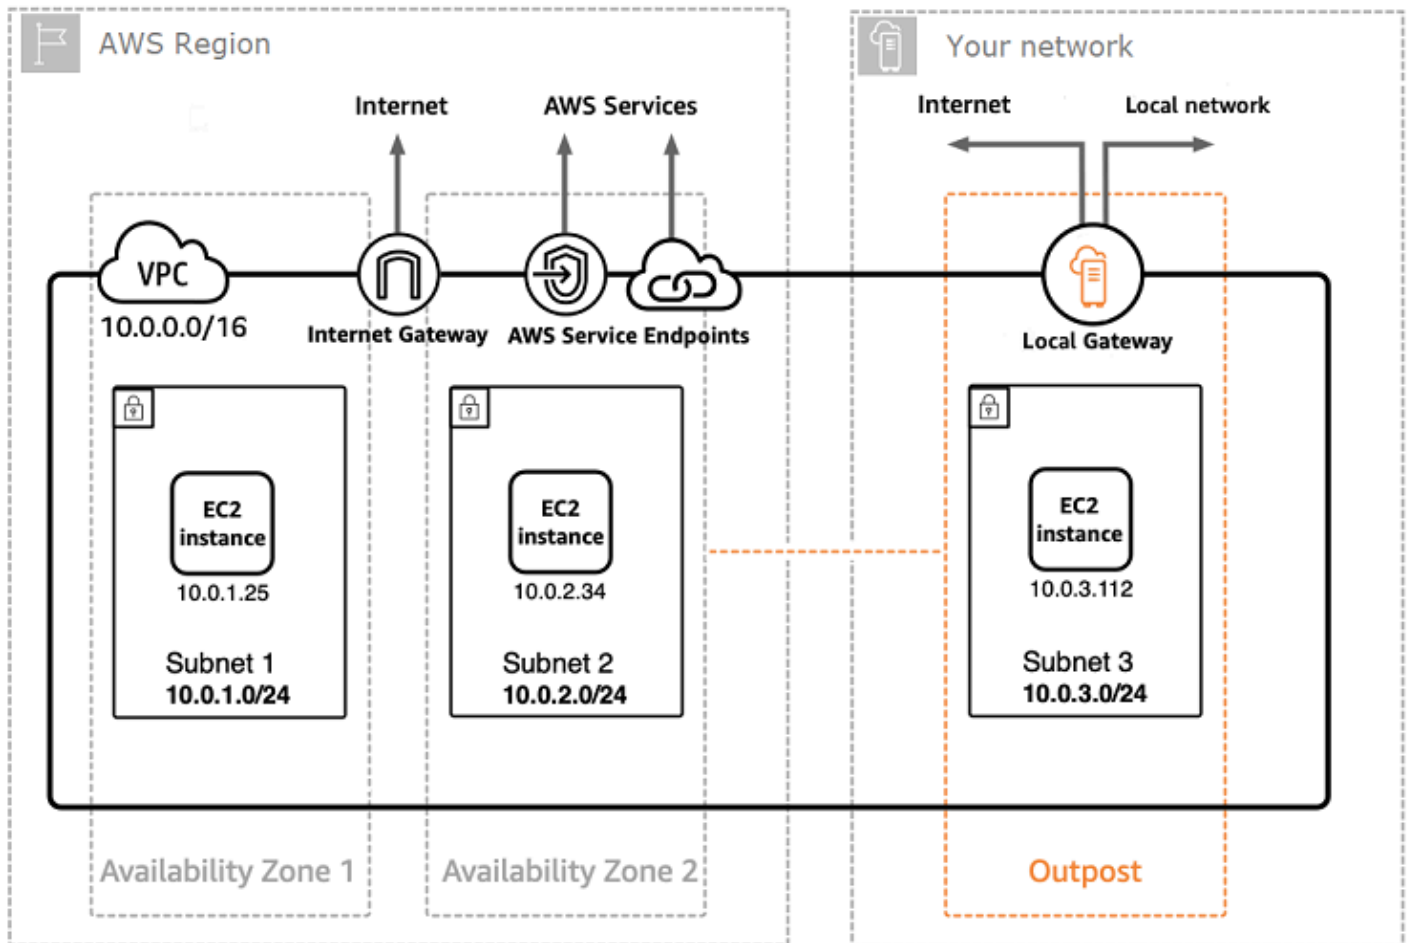 AWS Region
Your network
Internet
AWS Services
Internet
Local network
VPC
10.0.0.0/16
Internet Gateway
AWS Service Endpoints
Local Gateway
EC2
instance
10.0.1.25
Subnet 1
10.0.1.0/24
EC2
instance
10.0.2.34
Subnet 2
10.0.2.0/24
EC2
instance
10.0.3.112
Subnet 3
10.0.3.0/24
Availability Zone 1
Availability Zone 2
Outpost